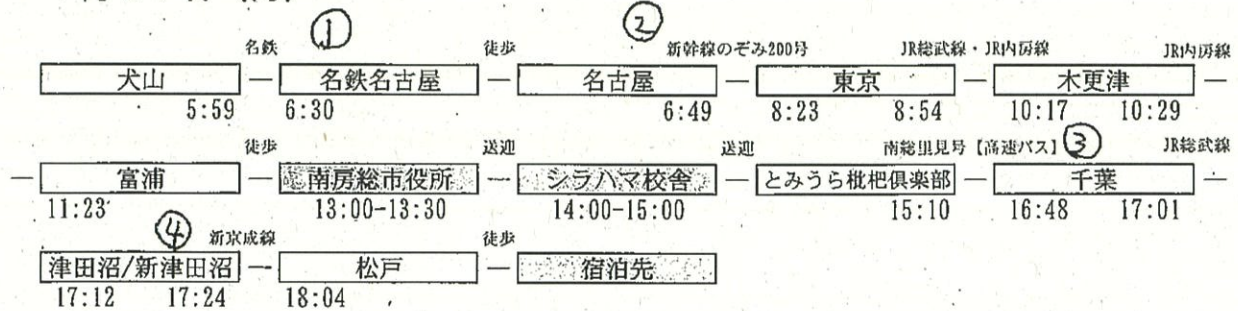 名鉄 ① 徒歩 ② 新幹線のぞみ200号 JR総武線・JR内房線 JR内房線
犬山 — 名鉄名古屋 — 名古屋 — 東京 — 木更津 —
5:59 6:30 6:49 8:23 8:54 10:17 10:29
徒歩 送迎 送迎 南総里見号【高速バス】 ③ JR総武線
— 富浦 — 南房総市役所 — シラハマ校舎 — とみうら枇杷倶楽部 — 千葉 —
11:23 13:00-13:30 14:00-15:00 15:10 16:48 17:01
④ 新京成線 徒歩
津田沼/新津田沼 — 松戸 — 宿泊先
17:12 17:24 18:04